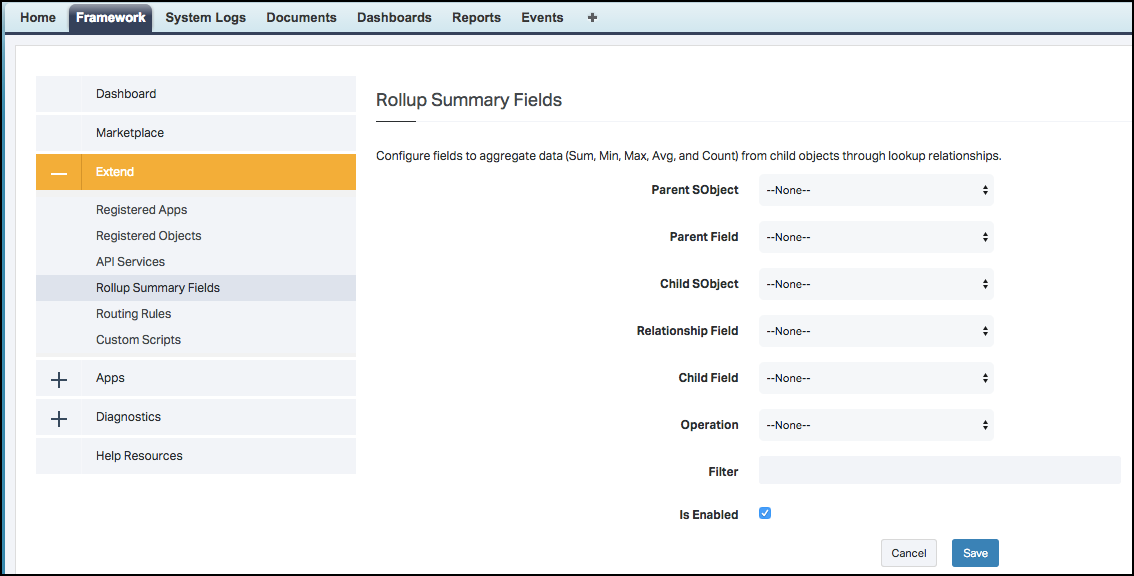 Home Framework System Logs Documents Dashboards Reports Events +
Dashboard
Marketplace
Extend
Registered Apps
Registered Objects
API Services
Rollup Summary Fields
Routing Rules
Custom Scripts
Apps
Diagnostics
Help Resources
Rollup Summary Fields
Configure fields to aggregate data (Sum, Min, Max, Avg, and Count) from child objects through lookup relationships.
Parent SObject --None--
Parent Field --None--
Child SObject --None--
Relationship Field --None--
Child Field --None--
Operation --None--
Filter
Is Enabled
Cancel Save